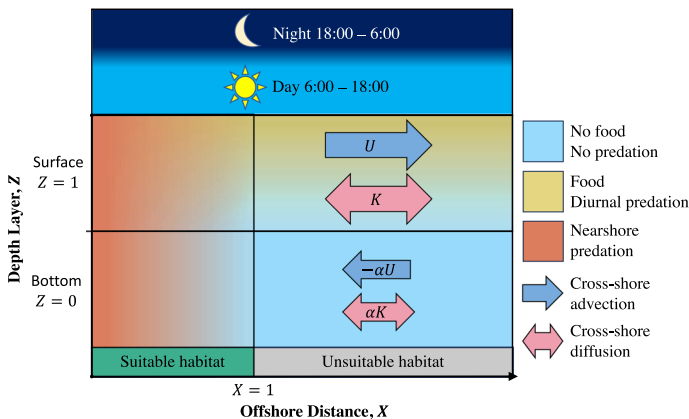 Night 18:00 – 6:00
Day 6:00 – 18:00
Depth Layer, Z
Surface
Z = 1
Bottom
Z = 0
U
K
−αU
αK
Suitable habitat
Unsuitable habitat
X = 1
Offshore Distance, X
No food
No predation
Food
Diurnal predation
Nearshore
predation
Cross-shore
advection
Cross-shore
diffusion